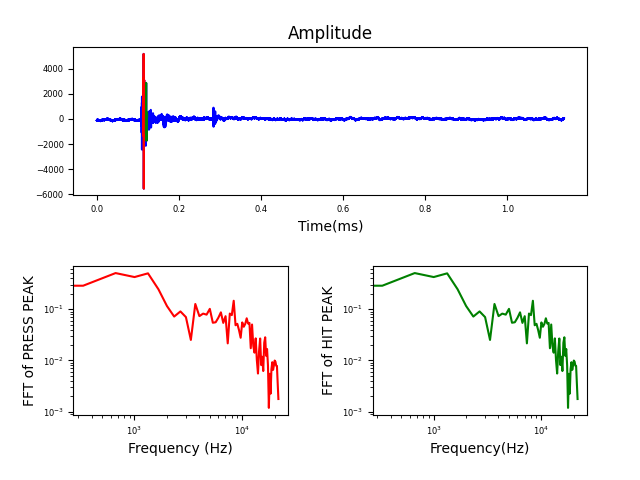 Amplitude
4000
2000
0
−2000
−4000
−6000
0.0 0.2 0.4 0.6 0.8 1.0
Time(ms)
FFT of PRESS PEAK
10⁻¹
10⁻²
10⁻³
10³ 10⁴
Frequency (Hz)
FFT of HIT PEAK
10⁻¹
10⁻²
10⁻³
10³ 10⁴
Frequency(Hz)